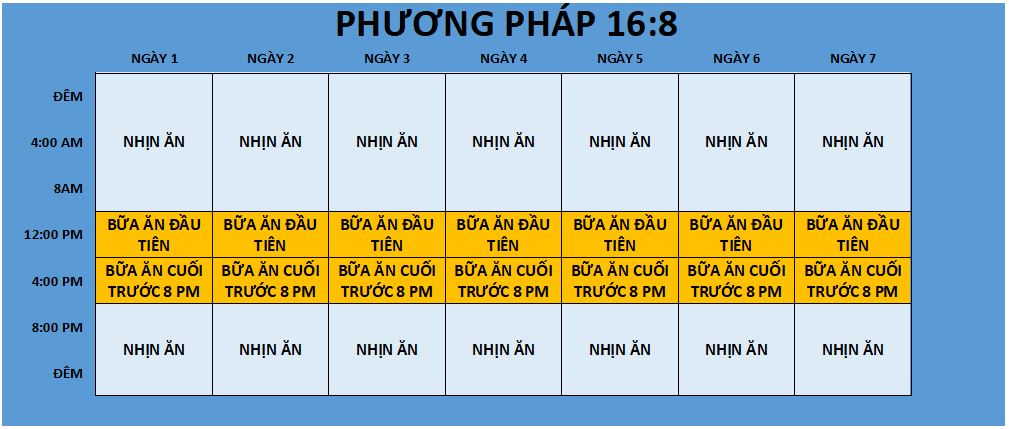 PHƯƠNG PHÁP 16:8
NGÀY 1 NGÀY 2 NGÀY 3 NGÀY 4 NGÀY 5 NGÀY 6 NGÀY 7
ĐÊM
4:00 AM NHỊN ĂN NHỊN ĂN NHỊN ĂN NHỊN ĂN NHỊN ĂN NHỊN ĂN NHỊN ĂN
8AM
12:00 PM BỮA ĂN ĐẦU TIÊN BỮA ĂN ĐẦU TIÊN BỮA ĂN ĐẦU TIÊN BỮA ĂN ĐẦU TIÊN BỮA ĂN ĐẦU TIÊN BỮA ĂN ĐẦU TIÊN BỮA ĂN ĐẦU TIÊN
4:00 PM BỮA ĂN CUỐI TRƯỚC 8 PM BỮA ĂN CUỐI TRƯỚC 8 PM BỮA ĂN CUỐI TRƯỚC 8 PM BỮA ĂN CUỐI TRƯỚC 8 PM BỮA ĂN CUỐI TRƯỚC 8 PM BỮA ĂN CUỐI TRƯỚC 8 PM BỮA ĂN CUỐI TRƯỚC 8 PM
8:00 PM
NHỊN ĂN NHỊN ĂN NHỊN ĂN NHỊN ĂN NHỊN ĂN NHỊN ĂN NHỊN ĂN
ĐÊM